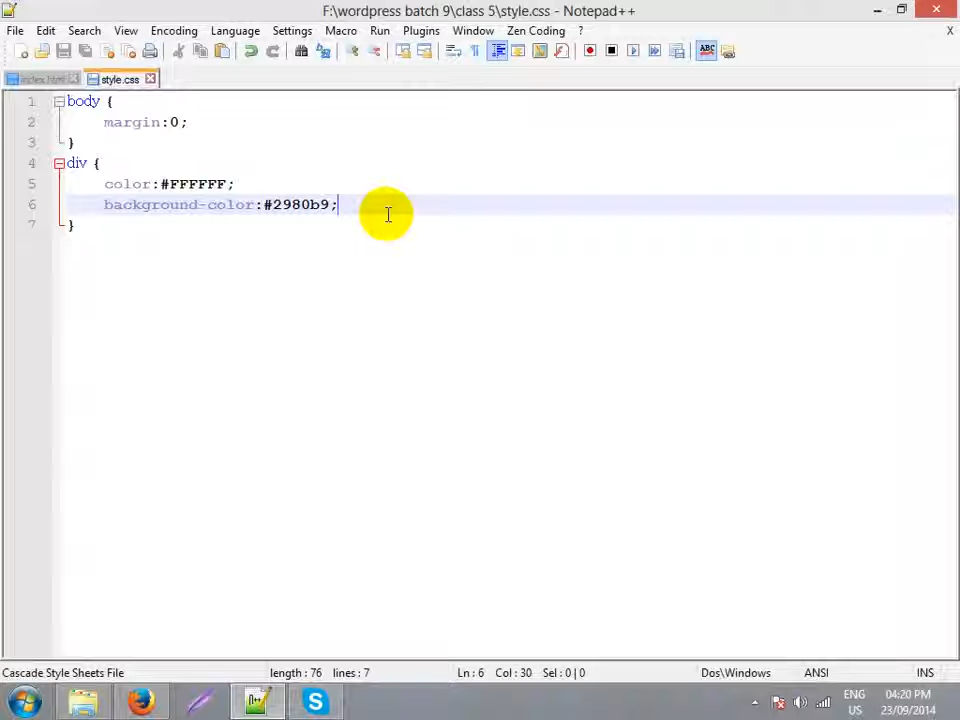 F:\wordpress batch 9\class 5\style.css - Notepad++
File Edit Search View Encoding Language Settings Macro Run Plugins Window Zen Coding ? X
ABC
index.html style.css
1 body {
2 margin:0;
3 }
4 div {
5 color:#FFFFFF;
6 background-color:#2980b9;
7 }
Cascade Style Sheets File length : 76 lines : 7 Ln : 6 Col : 30 Sel : 0 | 0 Dos\Windows ANSI INS
ENG 04:20 PM
US 23/09/2014